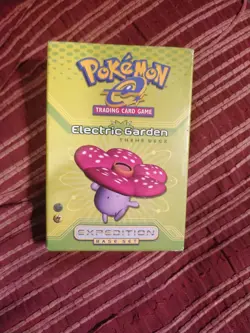 POKéMON
e
TRADING CARD GAME
Electric Garden
THEME DECK
EXPEDITION
BASE SET